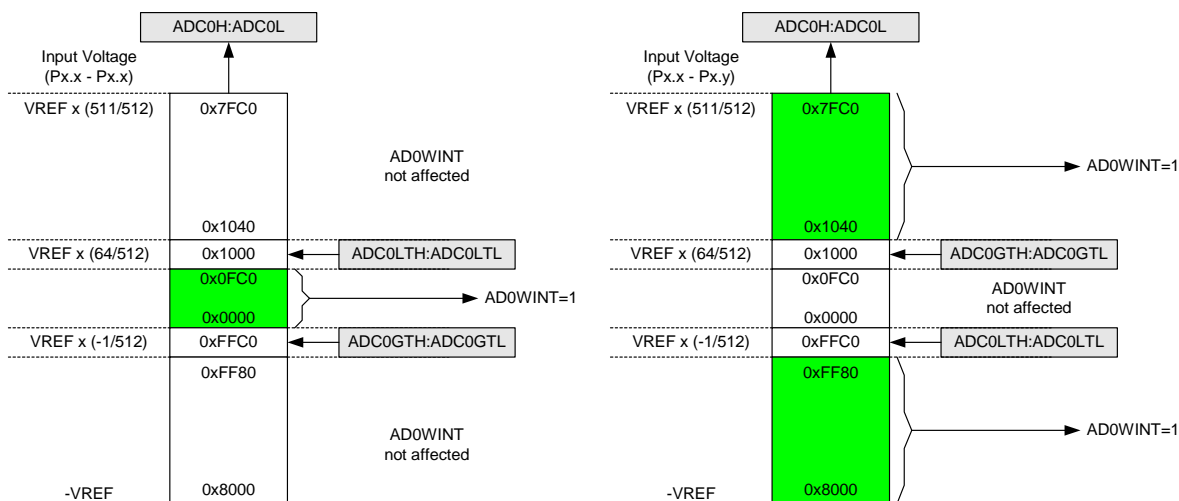 ADC0H:ADC0L
Input Voltage
(Px.x - Px.x)
VREF x (511/512)
0x7FC0
AD0WINT
not affected
0x1040
VREF x (64/512)
0x1000
ADC0LTH:ADC0LTL
0x0FC0
AD0WINT=1
0x0000
VREF x (-1/512)
0xFFC0
ADC0GTH:ADC0GTL
0xFF80
AD0WINT
not affected
-VREF
0x8000
ADC0H:ADC0L
Input Voltage
(Px.x - Px.y)
VREF x (511/512)
0x7FC0
AD0WINT=1
0x1040
VREF x (64/512)
0x1000
ADC0GTH:ADC0GTL
0x0FC0
AD0WINT
not affected
0x0000
VREF x (-1/512)
0xFFC0
ADC0LTH:ADC0LTL
0xFF80
AD0WINT=1
-VREF
0x8000